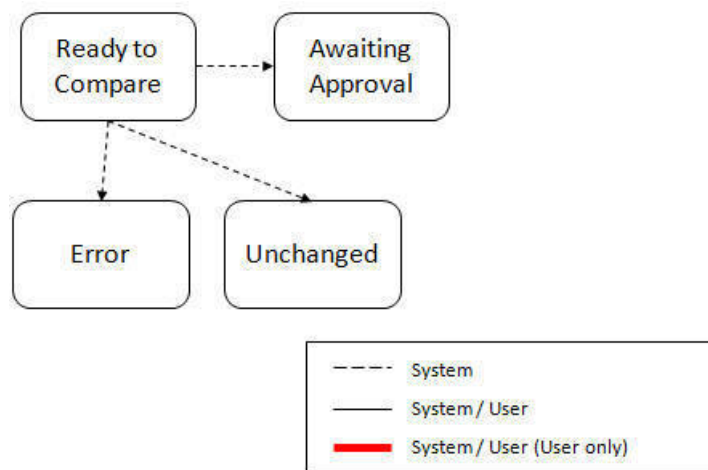 Ready to
Compare
Awaiting
Approval
Error
Unchanged
System
System / User
System / User (User only)